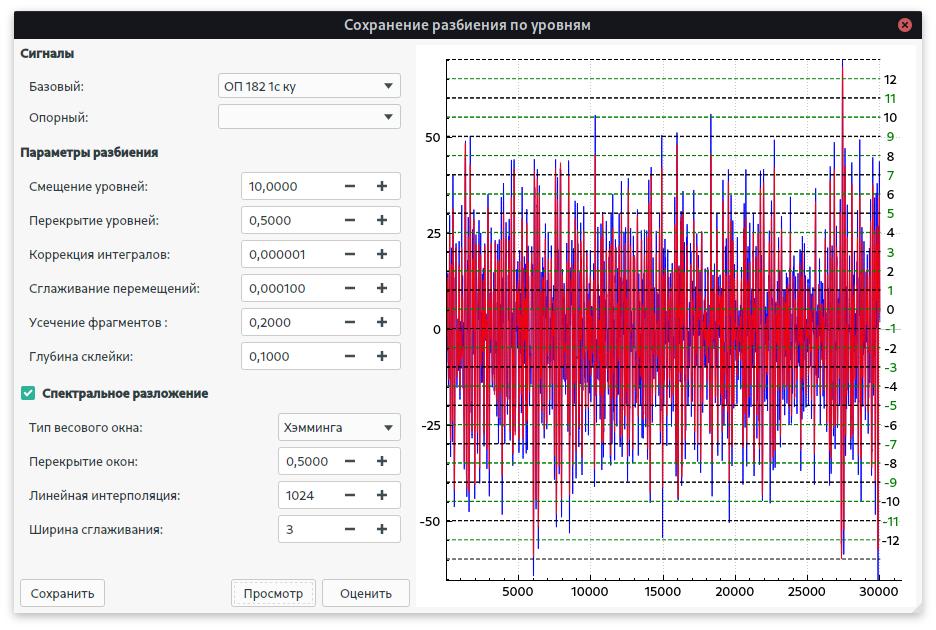 Сохранение разбиения по уровням
Сигналы
Базовый: ОП 182 1с ку
Опорный:
Параметры разбиения
Смещение уровней: 10,0000
Перекрытие уровней: 0,5000
Коррекция интегралов: 0,000001
Сглаживание перемещений: 0,000100
Усечение фрагментов : 0,2000
Глубина склейки: 0,1000
Спектральное разложение
Тип весового окна: Хэмминга
Перекрытие окон: 0,5000
Линейная интерполяция: 1024
Ширина сглаживания: 3
Сохранить Просмотр Оценить
50
25
0
-25
-50
12
11
10
9
8
7
6
5
4
3
2
1
0
-1
-2
-3
-4
-5
-6
-7
-8
-9
-10
-11
-12
5000 10000 15000 20000 25000 30000